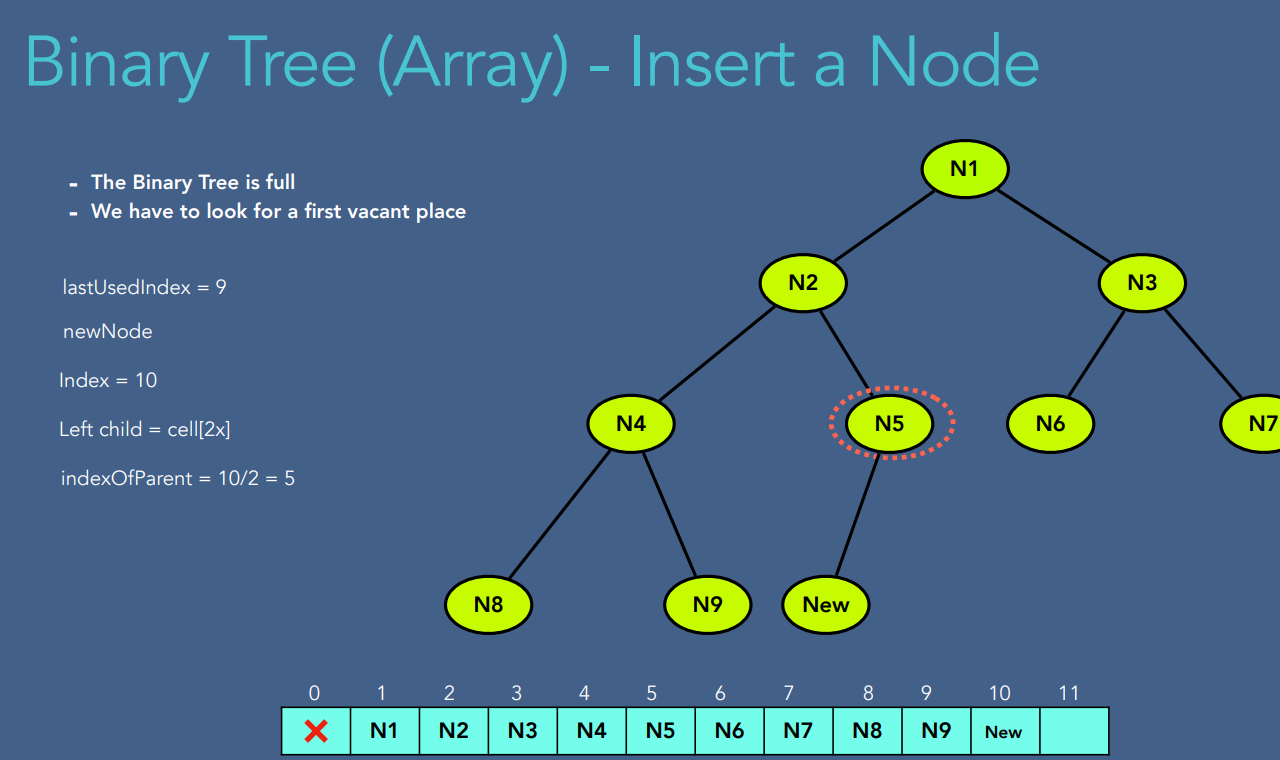 Binary Tree (Array) - Insert a Node
- The Binary Tree is full
- We have to look for a first vacant place
lastUsedIndex = 9
newNode
Index = 10
Left child = cell[2x]
indexOfParent = 10/2 = 5
N1
N2 N3
N4 N5 N6 N7
N8 N9 New
0 1 2 3 4 5 6 7 8 9 10 11
N1 N2 N3 N4 N5 N6 N7 N8 N9 New